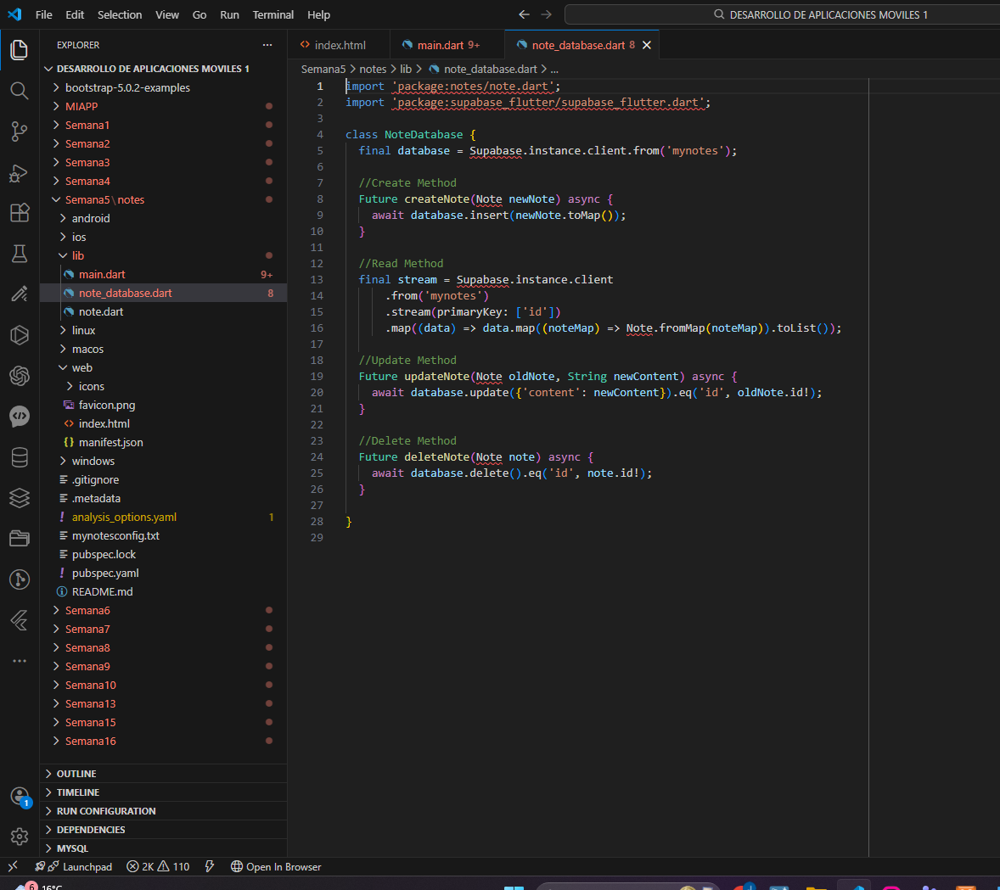 File Edit Selection View Go Run Terminal Help
DESARROLLO DE APLICACIONES MOVILES 1
EXPLORER
DESARROLLO DE APLICACIONES MOVILES 1
bootstrap-5.0.2-examples
MIAPP
Semana1
Semana2
Semana3
Semana4
Semana5\notes
android
ios
lib
main.dart 9+
note_database.dart 8
note.dart
linux
macos
web
icons
favicon.png
index.html
manifest.json
windows
.gitignore
.metadata
analysis_options.yaml 1
mynotesconfig.txt
pubspec.lock
pubspec.yaml
README.md
Semana6
Semana7
Semana8
Semana9
Semana10
Semana13
Semana15
Semana16
OUTLINE
TIMELINE
RUN CONFIGURATION
DEPENDENCIES
MYSQL
index.html
main.dart 9+
note_database.dart 8
Semana5 > notes > lib > note_database.dart > ...
1 import 'package:notes/note.dart';
2 import 'package:supabase_flutter/supabase_flutter.dart';
3
4 class NoteDatabase {
5 final database = Supabase.instance.client.from('mynotes');
6
7 //Create Method
8 Future createNote(Note newNote) async {
9 await database.insert(newNote.toMap());
10 }
11
12 //Read Method
13 final stream = Supabase.instance.client
14 .from('mynotes')
15 .stream(primaryKey: ['id'])
16 .map((data) => data.map((noteMap) => Note.fromMap(noteMap)).toList());
17
18 //Update Method
19 Future updateNote(Note oldNote, String newContent) async {
20 await database.update({'content': newContent}).eq('id', oldNote.id!);
21 }
22
23 //Delete Method
24 Future deleteNote(Note note) async {
25 await database.delete().eq('id', note.id!);
26 }
27
28 }
29
1
Launchpad 2K 110 Open In Browser
6 16°C